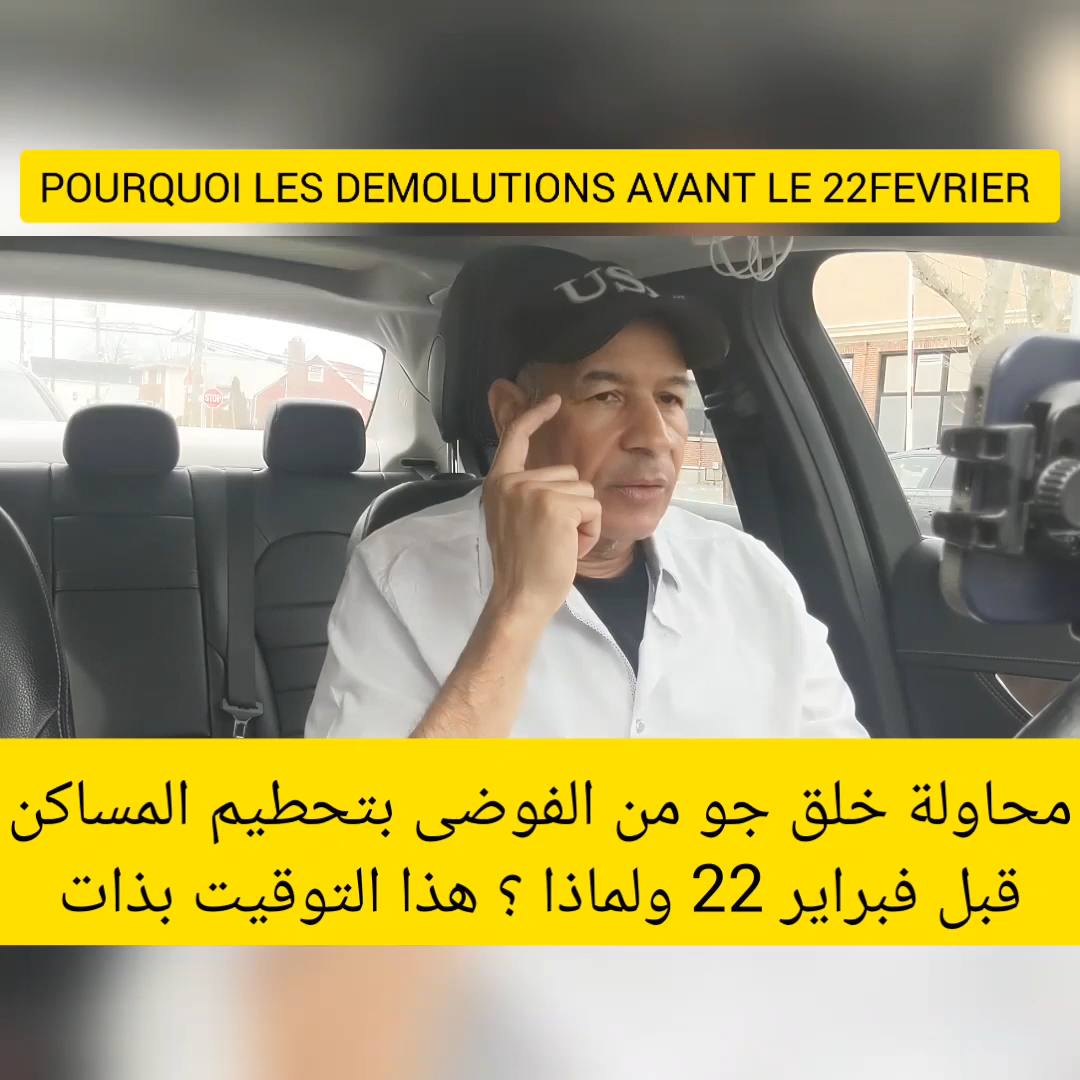 POURQUOI LES DEMOLUTIONS AVANT LE 22FEVRIER
US
STOP
محاولة خلق جو من الفوضى بتحطيم المساكن
قبل فبراير 22 ولماذا ؟ هذا التوقيت بذات